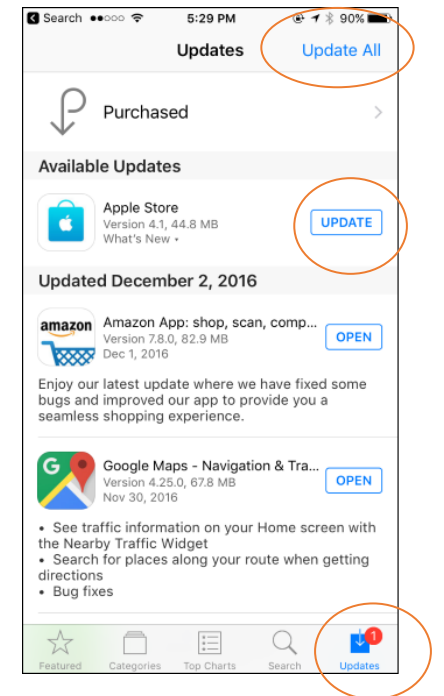 Search 5:29 PM 90%
Updates Update All
Purchased
Available Updates
Apple Store
Version 4.1, 44.8 MB
What's New
UPDATE
Updated December 2, 2016
amazon
Amazon App: shop, scan, comp...
Version 7.8.0, 82.9 MB
Dec 1, 2016
OPEN
Enjoy our latest update where we have fixed some
bugs and improved our app to provide you a
seamless shopping experience.
G
Google Maps - Navigation & Tra...
Version 4.25.0, 67.8 MB
Nov 30, 2016
OPEN
• See traffic information on your Home screen with
the Nearby Traffic Widget
• Search for places along your route when getting
directions
• Bug fixes
1
Featured Categories Top Charts Search Updates